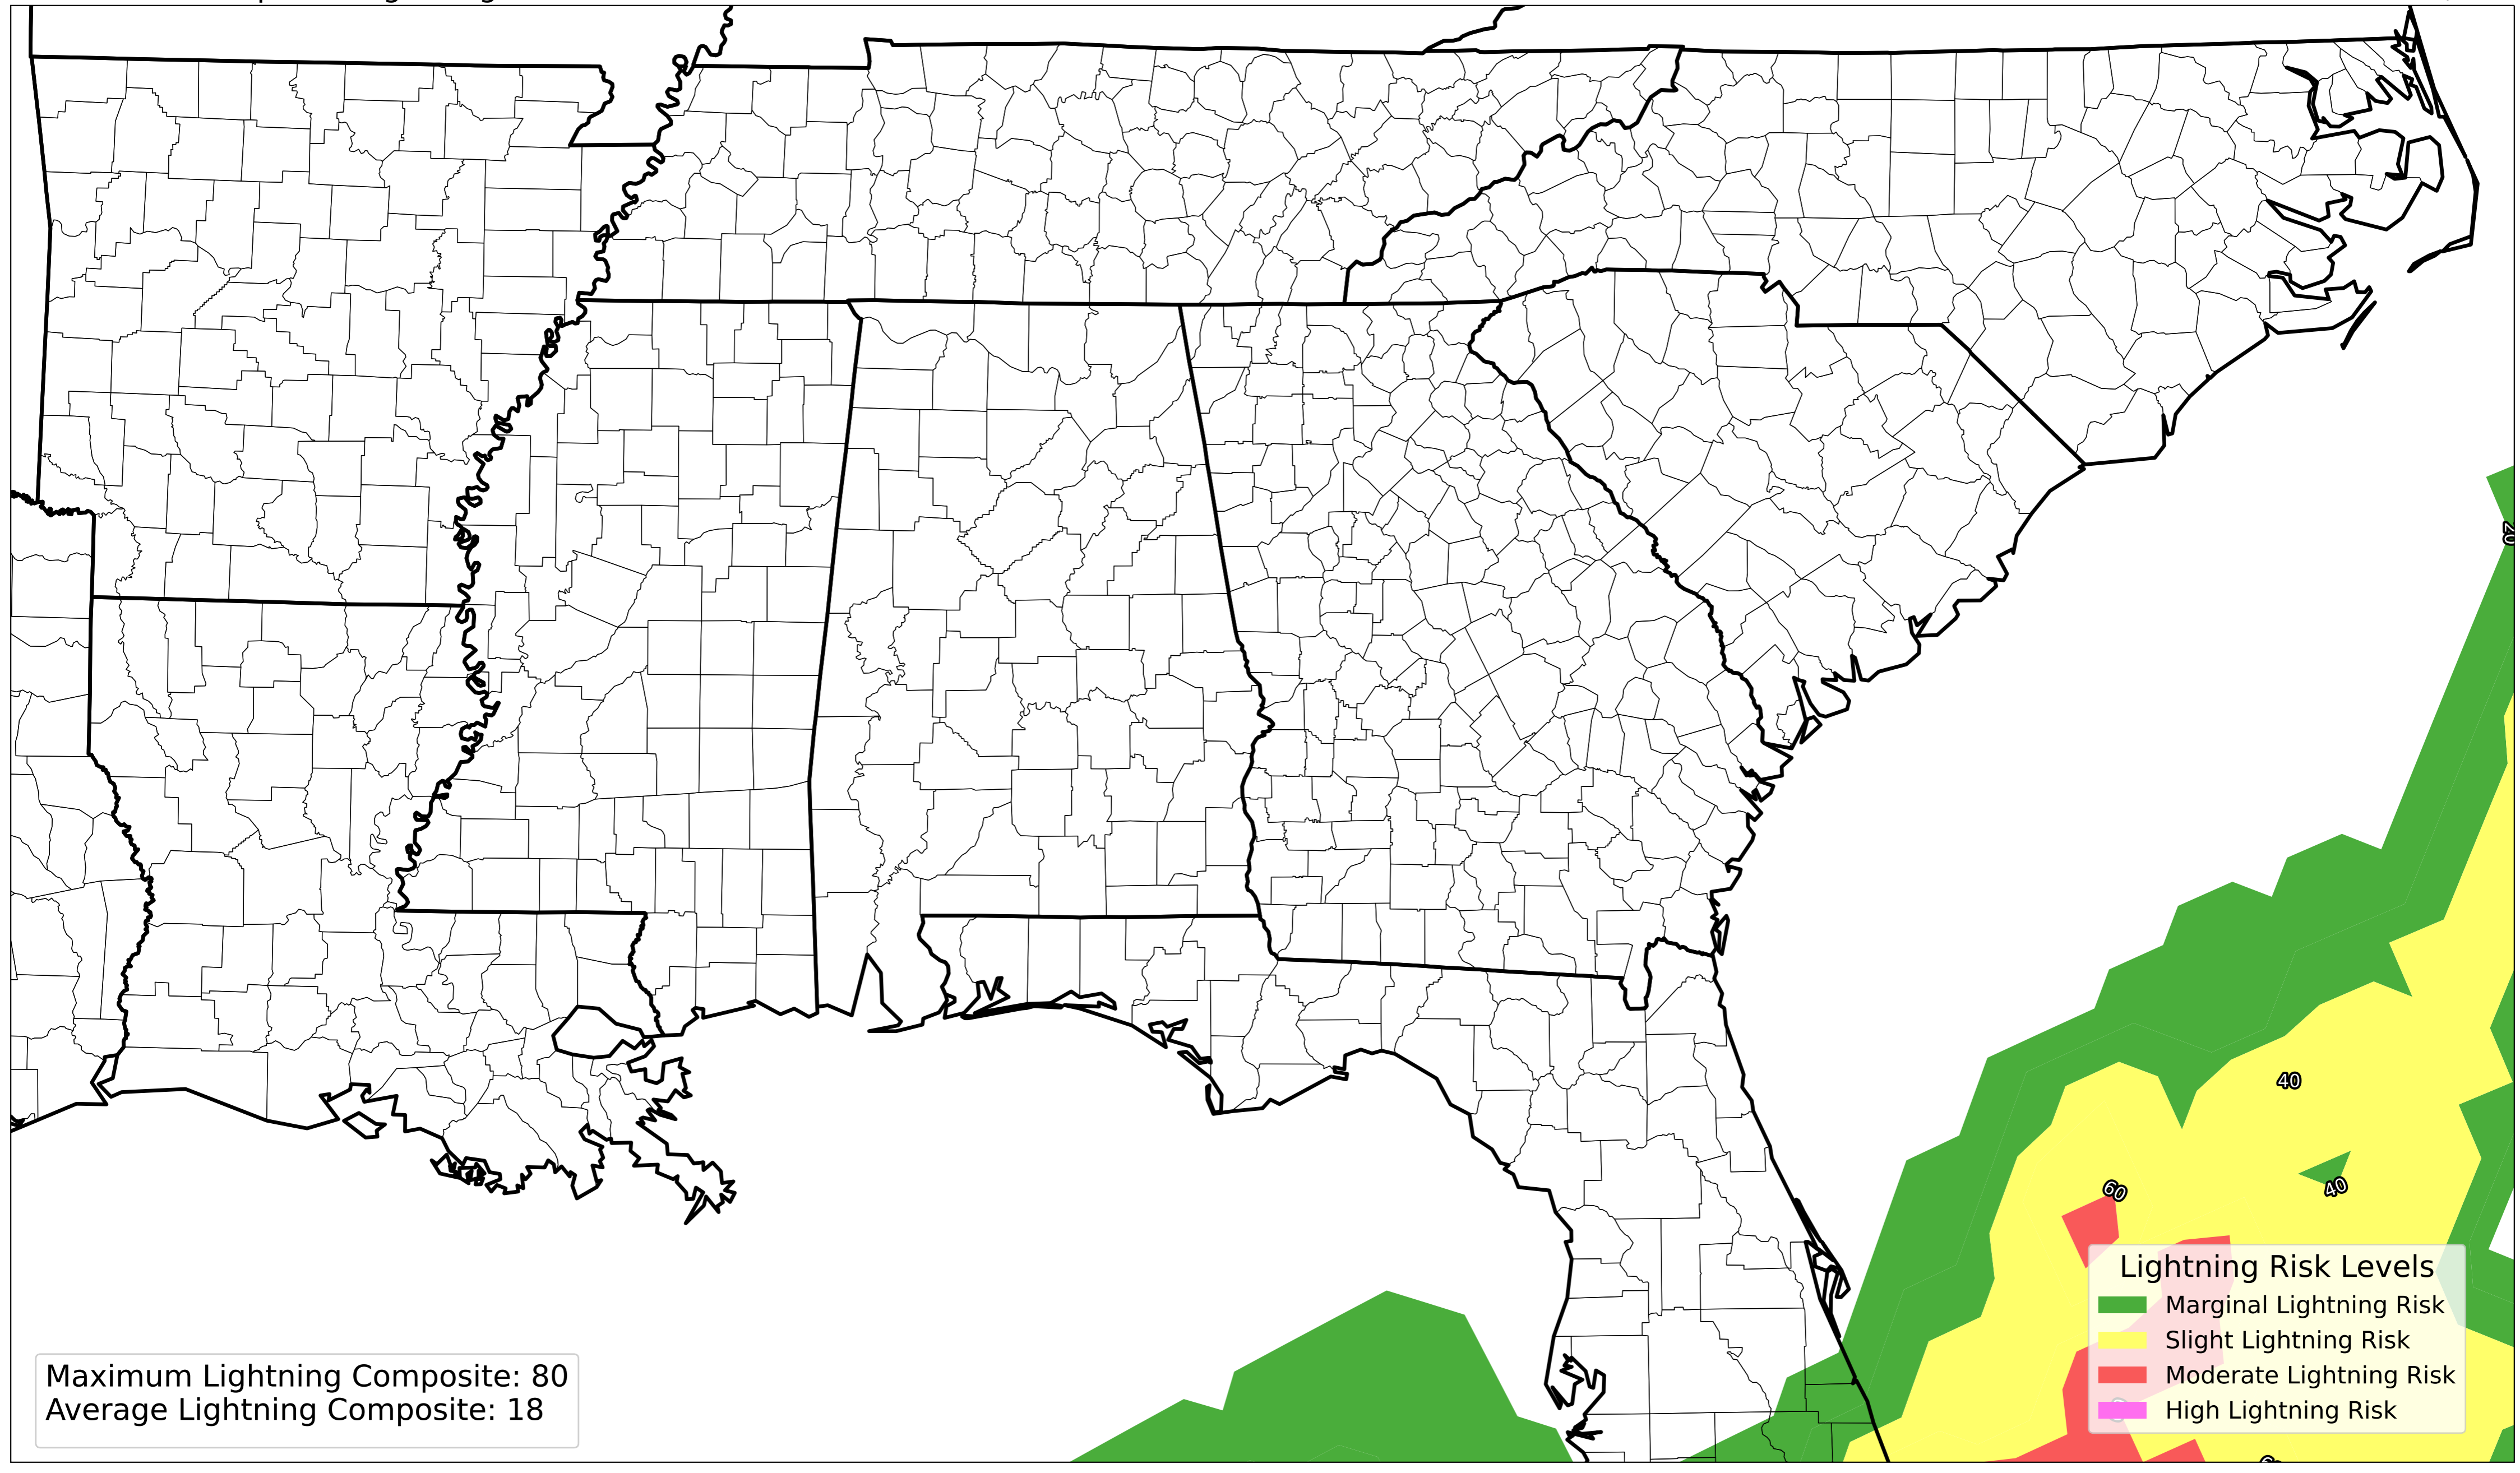 20
40
40
60
Lightning Risk Levels
Marginal Lightning Risk
Slight Lightning Risk
Moderate Lightning Risk
High Lightning Risk
Maximum Lightning Composite: 80
Average Lightning Composite: 18